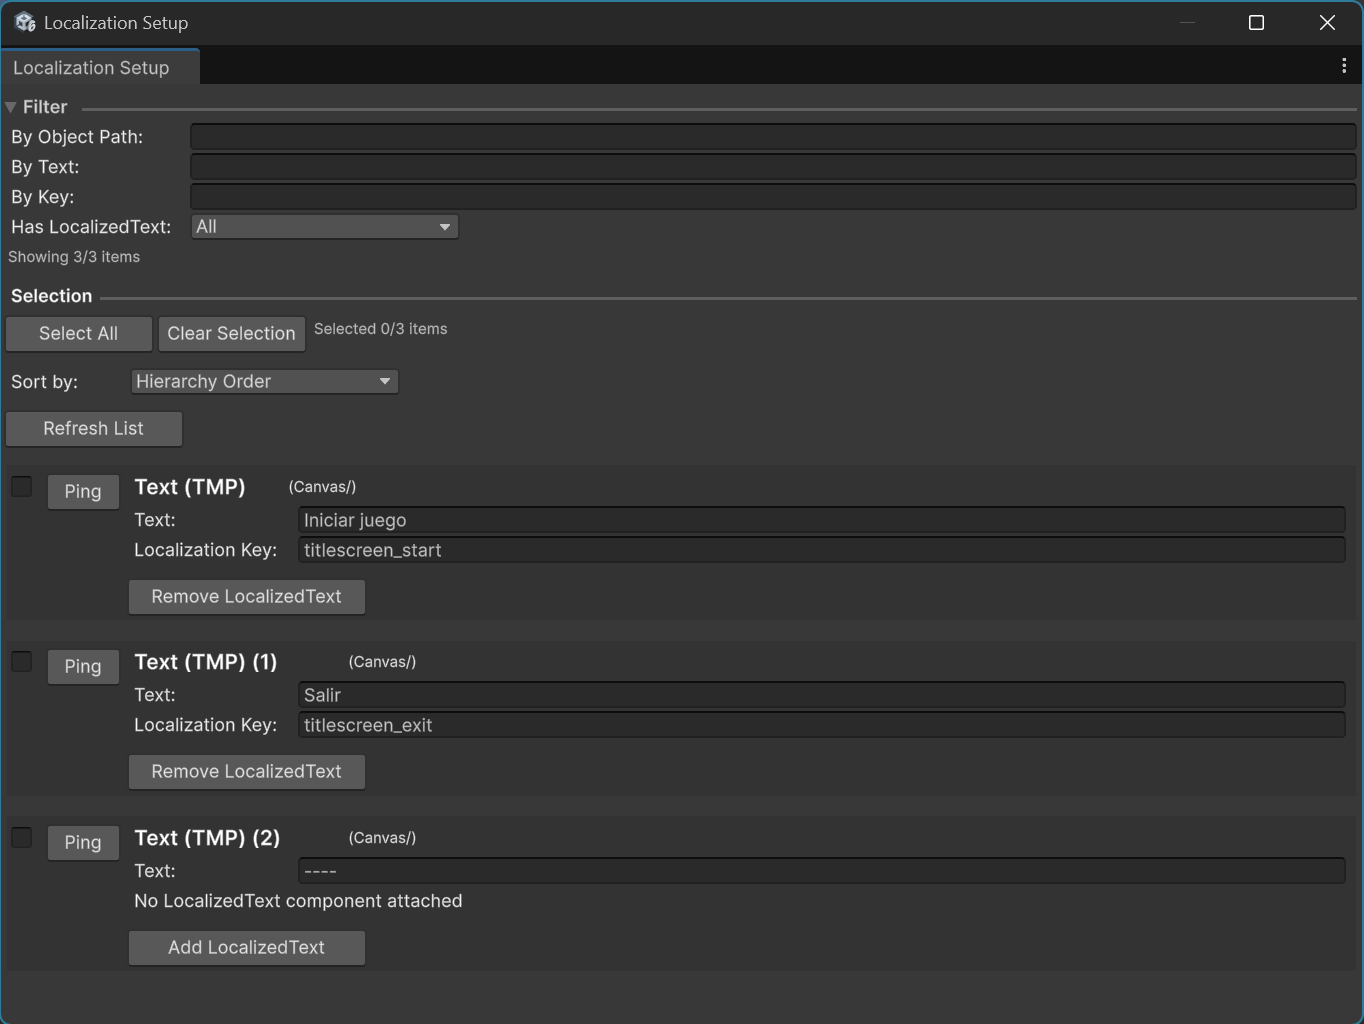 Localization Setup
Localization Setup
Filter
By Object Path:
By Text:
By Key:
Has LocalizedText: All
Showing 3/3 items
Selection
Select All Clear Selection Selected 0/3 items
Sort by: Hierarchy Order
Refresh List
Ping Text (TMP) (Canvas/)
Text: Iniciar juego
Localization Key: titlescreen_start
Remove LocalizedText
Ping Text (TMP) (1) (Canvas/)
Text: Salir
Localization Key: titlescreen_exit
Remove LocalizedText
Ping Text (TMP) (2) (Canvas/)
Text: ----
No LocalizedText component attached
Add LocalizedText